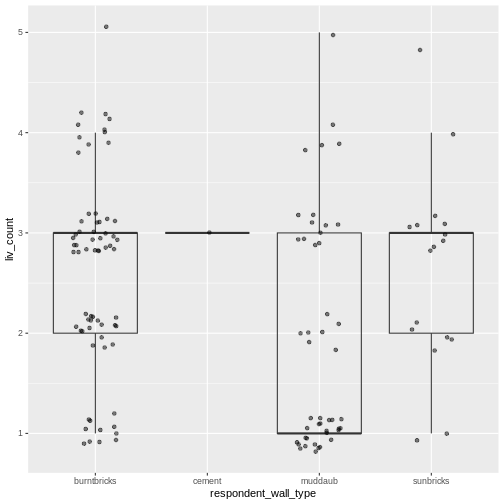 5
4
3
2
1
liv_count
burntbricks cement muddaub sunbricks
respondent_wall_type